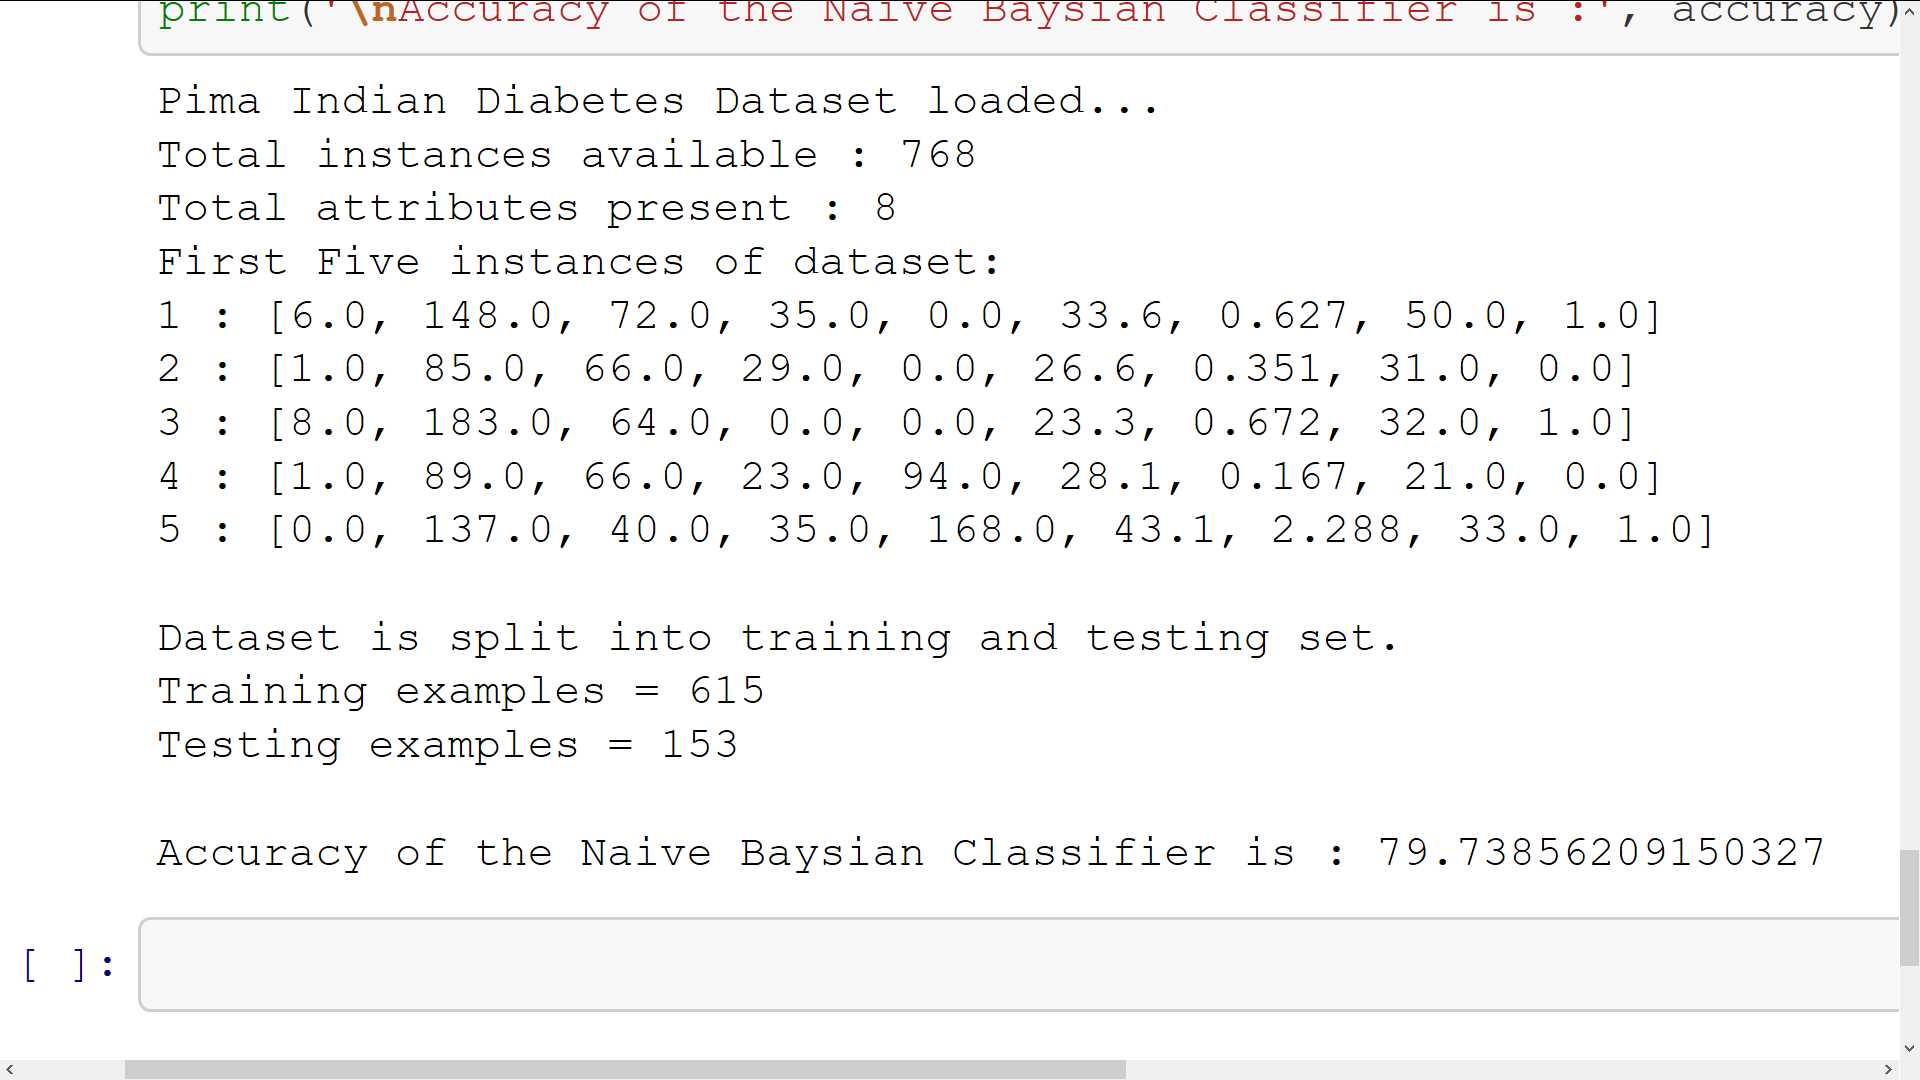 print('\nAccuracy of the Naive Baysian Classifier is :', accuracy)
Pima Indian Diabetes Dataset loaded...
Total instances available : 768
Total attributes present : 8
First Five instances of dataset:
1 : [6.0, 148.0, 72.0, 35.0, 0.0, 33.6, 0.627, 50.0, 1.0]
2 : [1.0, 85.0, 66.0, 29.0, 0.0, 26.6, 0.351, 31.0, 0.0]
3 : [8.0, 183.0, 64.0, 0.0, 0.0, 23.3, 0.672, 32.0, 1.0]
4 : [1.0, 89.0, 66.0, 23.0, 94.0, 28.1, 0.167, 21.0, 0.0]
5 : [0.0, 137.0, 40.0, 35.0, 168.0, 43.1, 2.288, 33.0, 1.0]
Dataset is split into training and testing set.
Training examples = 615
Testing examples = 153
Accuracy of the Naive Baysian Classifier is : 79.73856209150327
[ ]: